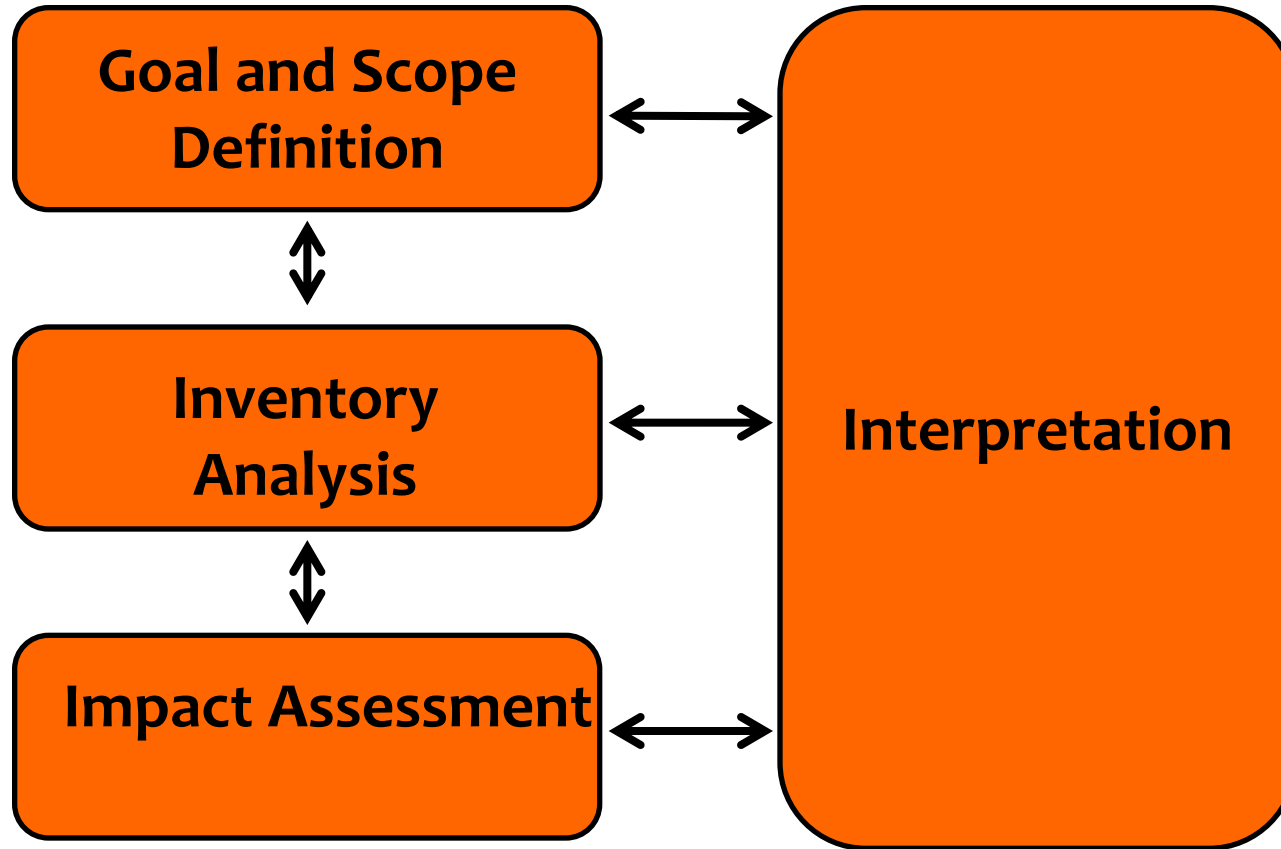 Goal and Scope
Definition
Inventory
Analysis
Interpretation
Impact Assessment